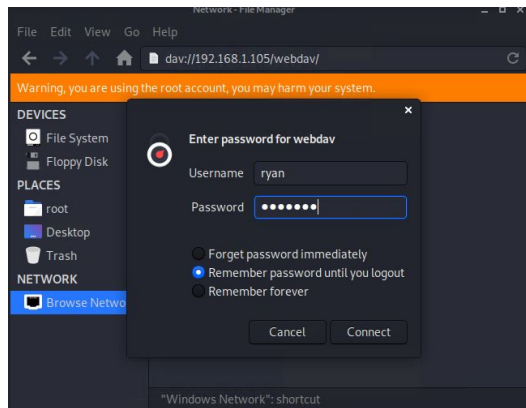 Network - File Manager
File Edit View Go Help
dav://192.168.1.105/webdav/
Warning, you are using the root account, you may harm your system.
DEVICES
File System
Floppy Disk
PLACES
root
Desktop
Trash
NETWORK
Browse Netwo
Enter password for webdav
Username ryan
Password •••••••
Forget password immediately
Remember password until you logout
Remember forever
Cancel Connect
"Windows Network": shortcut